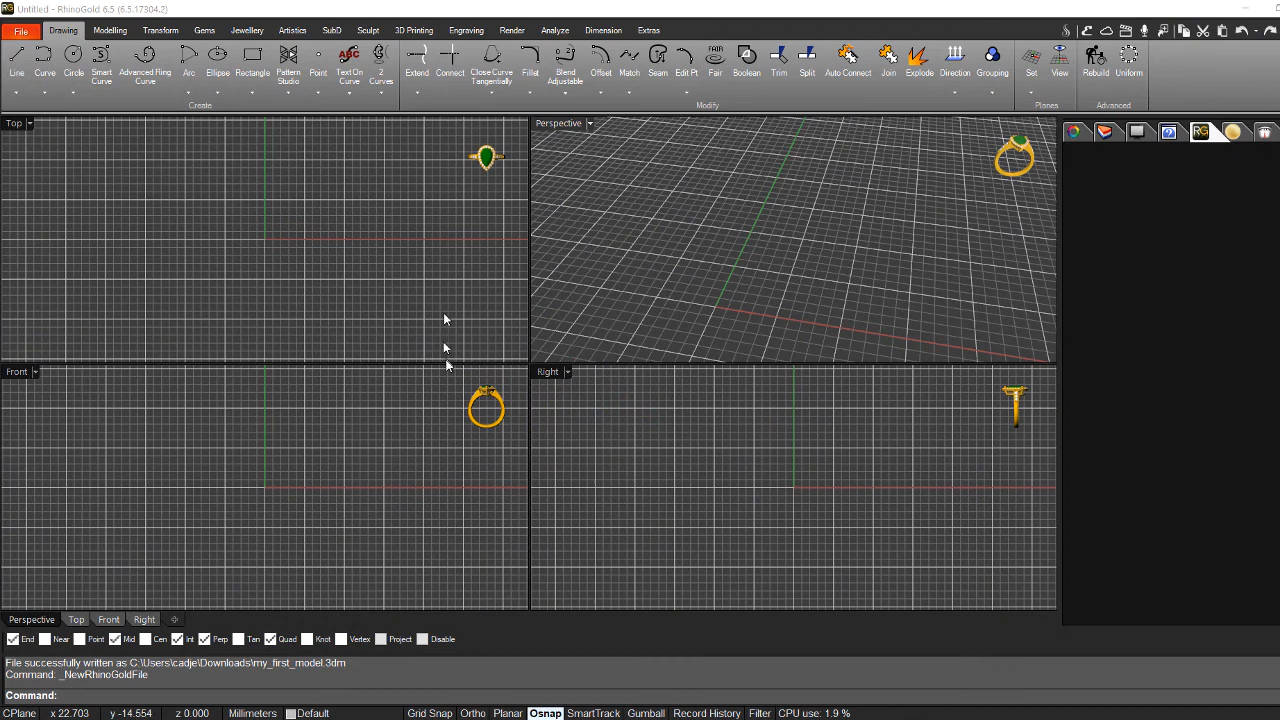 RG Untitled - RhinoGold 6.5 (6.5.17304.2)
File Drawing Modelling Transform Gems Jewellery Artistics SubD Sculpt 3D Printing Engraving Render Analyze Dimension Extras
Line Curve Circle Smart Curve Advanced Ring Curve Arc Ellipse Rectangle Pattern Studio Point Text On Curve 2 Curves Extend Connect Close Curve Tangentially Fillet Blend Adjustable Offset Match Seam Edit Pt Fair Boolean Trim Split Auto Connect Join Explode Direction Grouping Set View Rebuild Uniform
Create Modify Planes Advanced
Top Perspective RG
Front Right
Perspective Top Front Right
End Near Point Mid Cen Int Perp Tan Quad Knot Vertex Project Disable
File successfully written as C:\Users\cadje\Downloads\my_first_model.3dm
Command: _NewRhinoGoldFile
Command:
CPlane x 22.703 y -14.554 z 0.000 Millimeters Default Grid Snap Ortho Planar Osnap SmartTrack Gumball Record History Filter CPU use: 1.9 %